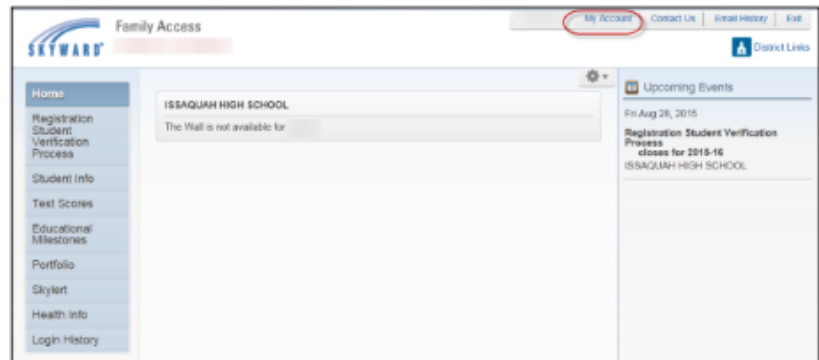 Family Access
My Account Contact Us Email History Exit
SKYWARD®
District Links
Home
Registration
Student
Verification
Process
Student Info
Test Scores
Educational
Milestones
Portfolio
Skylert
Health Info
Login History
ISSAQUAH HIGH SCHOOL
The Wall is not available for
Upcoming Events
Fri Aug 28, 2015
Registration Student Verification
Process
closes for 2015-16
ISSAQUAH HIGH SCHOOL